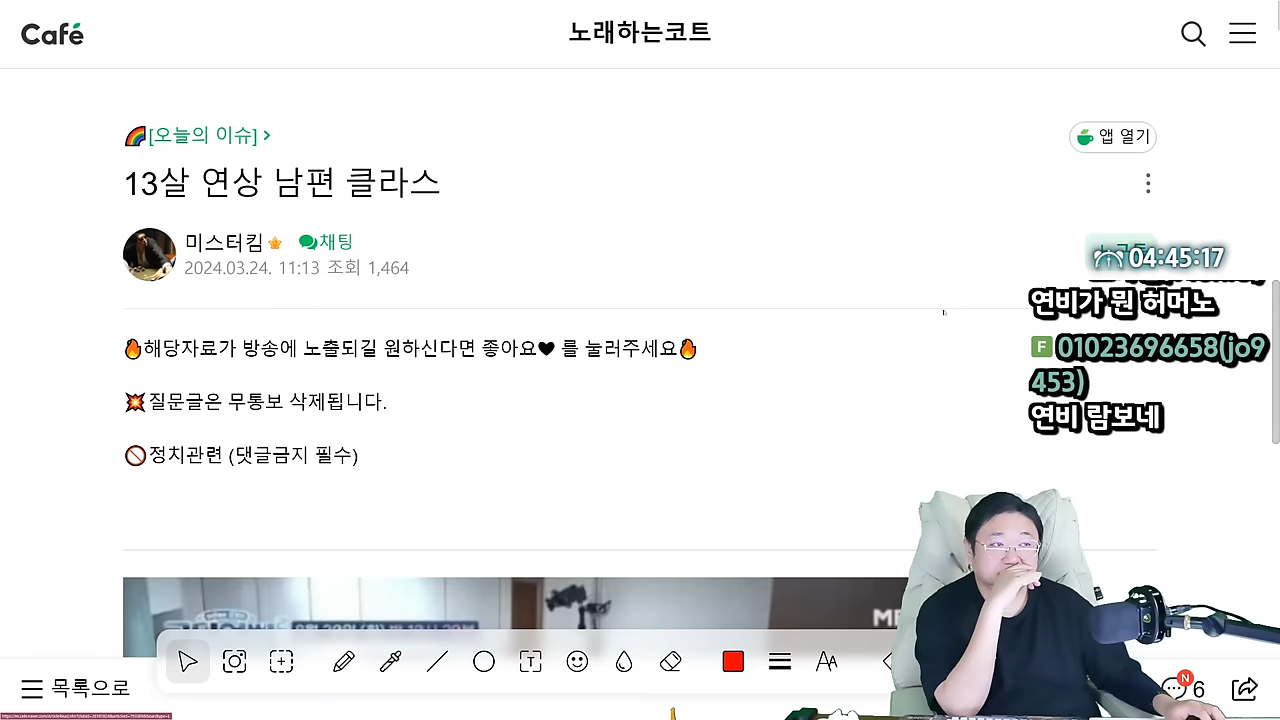 Café
노래하는코트
🌈[오늘의 이슈] >
앱 열기
13살 연상 남편 클라스
미스터킴
채팅
2024.03.24. 11:13 조회 1,464
04:45:17
연비가 뭔 허머노
F 01023696658(jo9
453)
연비 람보네
🔥해당자료가 방송에 노출되길 원하신다면 좋아요🖤 를 눌러주세요🔥
💥질문글은 무통보 삭제됩니다.
🚫정치관련 (댓글금지 필수)
T
AA
목록으로
N
6